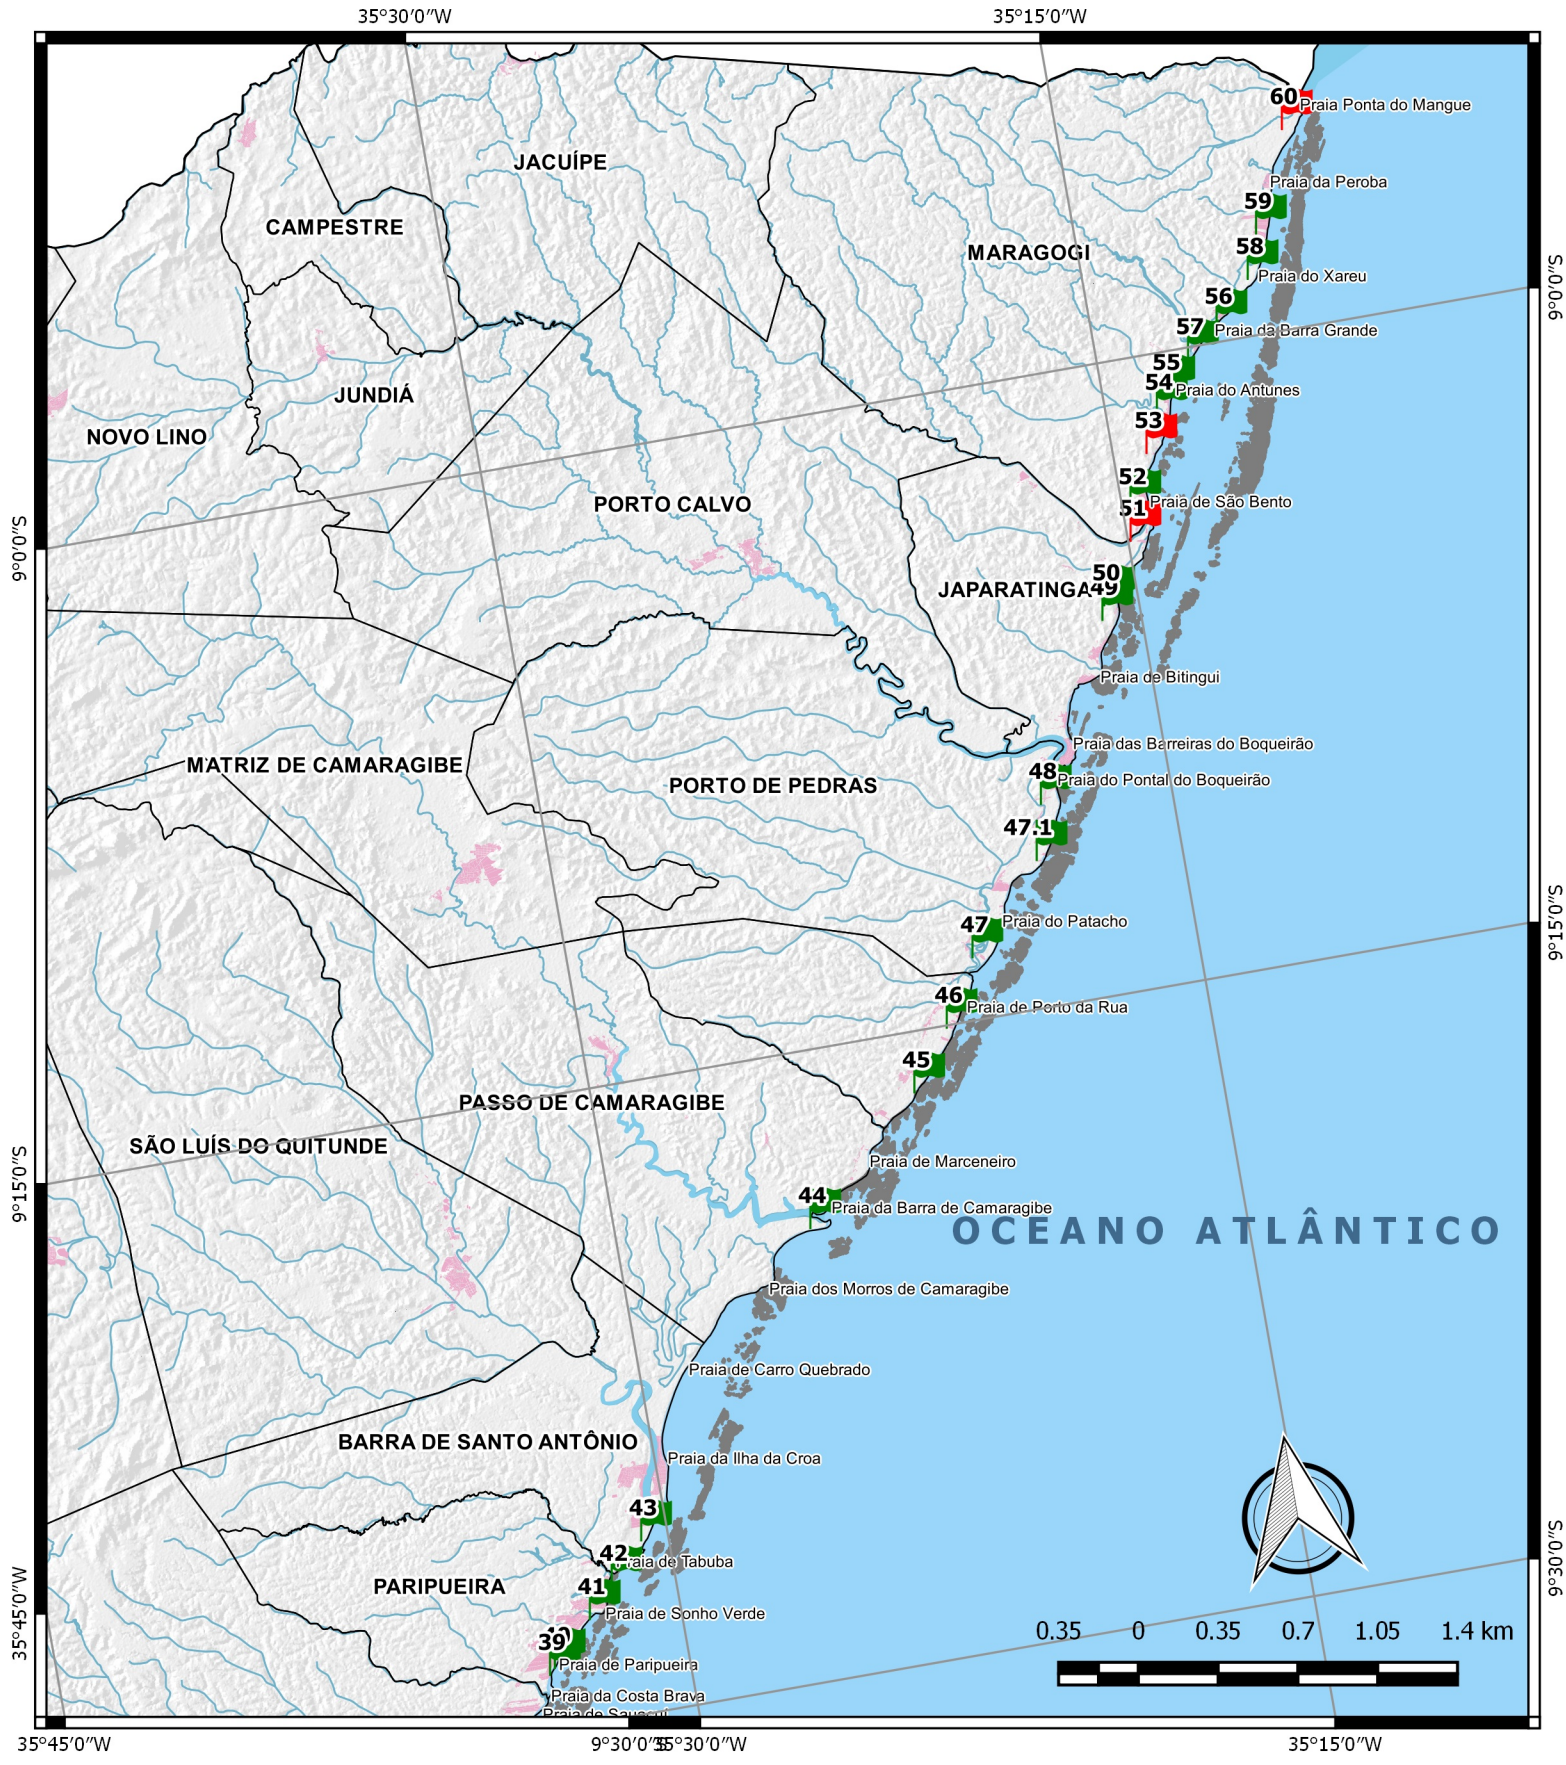 35°30′0″W
35°15′0″W
60
Praia Ponta do Mangue
JACUÍPE
Praia da Peroba
59
CAMPESTRE
58
MARAGOGI
Praia do Xareu
9°0′0″S
56
57
Praia da Barra Grande
55
54
Praia do Antunes
JUNDIÁ
53
NOVO LINO
52
Praia de São Bento
51
PORTO CALVO
9°0′0″S
50
JAPARATINGA
49
Praia de Bitingui
Praia das Barreiras do Boqueirão
MATRIZ DE CAMARAGIBE
48
Praia do Pontal do Boqueirão
PORTO DE PEDRAS
47.1
47
Praia do Patacho
9°15′0″S
46
Praia de Porto da Rua
45
PASSO DE CAMARAGIBE
SÃO LUÍS DO QUITUNDE
Praia de Marceneiro
9°15′0″S
44
Praia da Barra de Camaragibe
OCEANO ATLÂNTICO
Praia dos Morros de Camaragibe
Praia de Carro Quebrado
BARRA DE SANTO ANTÔNIO
Praia da Ilha da Croa
43
42
Praia de Tabuba
9°30′0″S
PARIPUEIRA
41
Praia de Sonho Verde
35°45′0″W
40
39
0.35 0 0.35 0.7 1.05 1.4 km
Praia de Paripueira
Praia da Costa Brava
Praia de Sauaçui
35°45′0″W
9°30′0″S
35°30′0″W
35°15′0″W